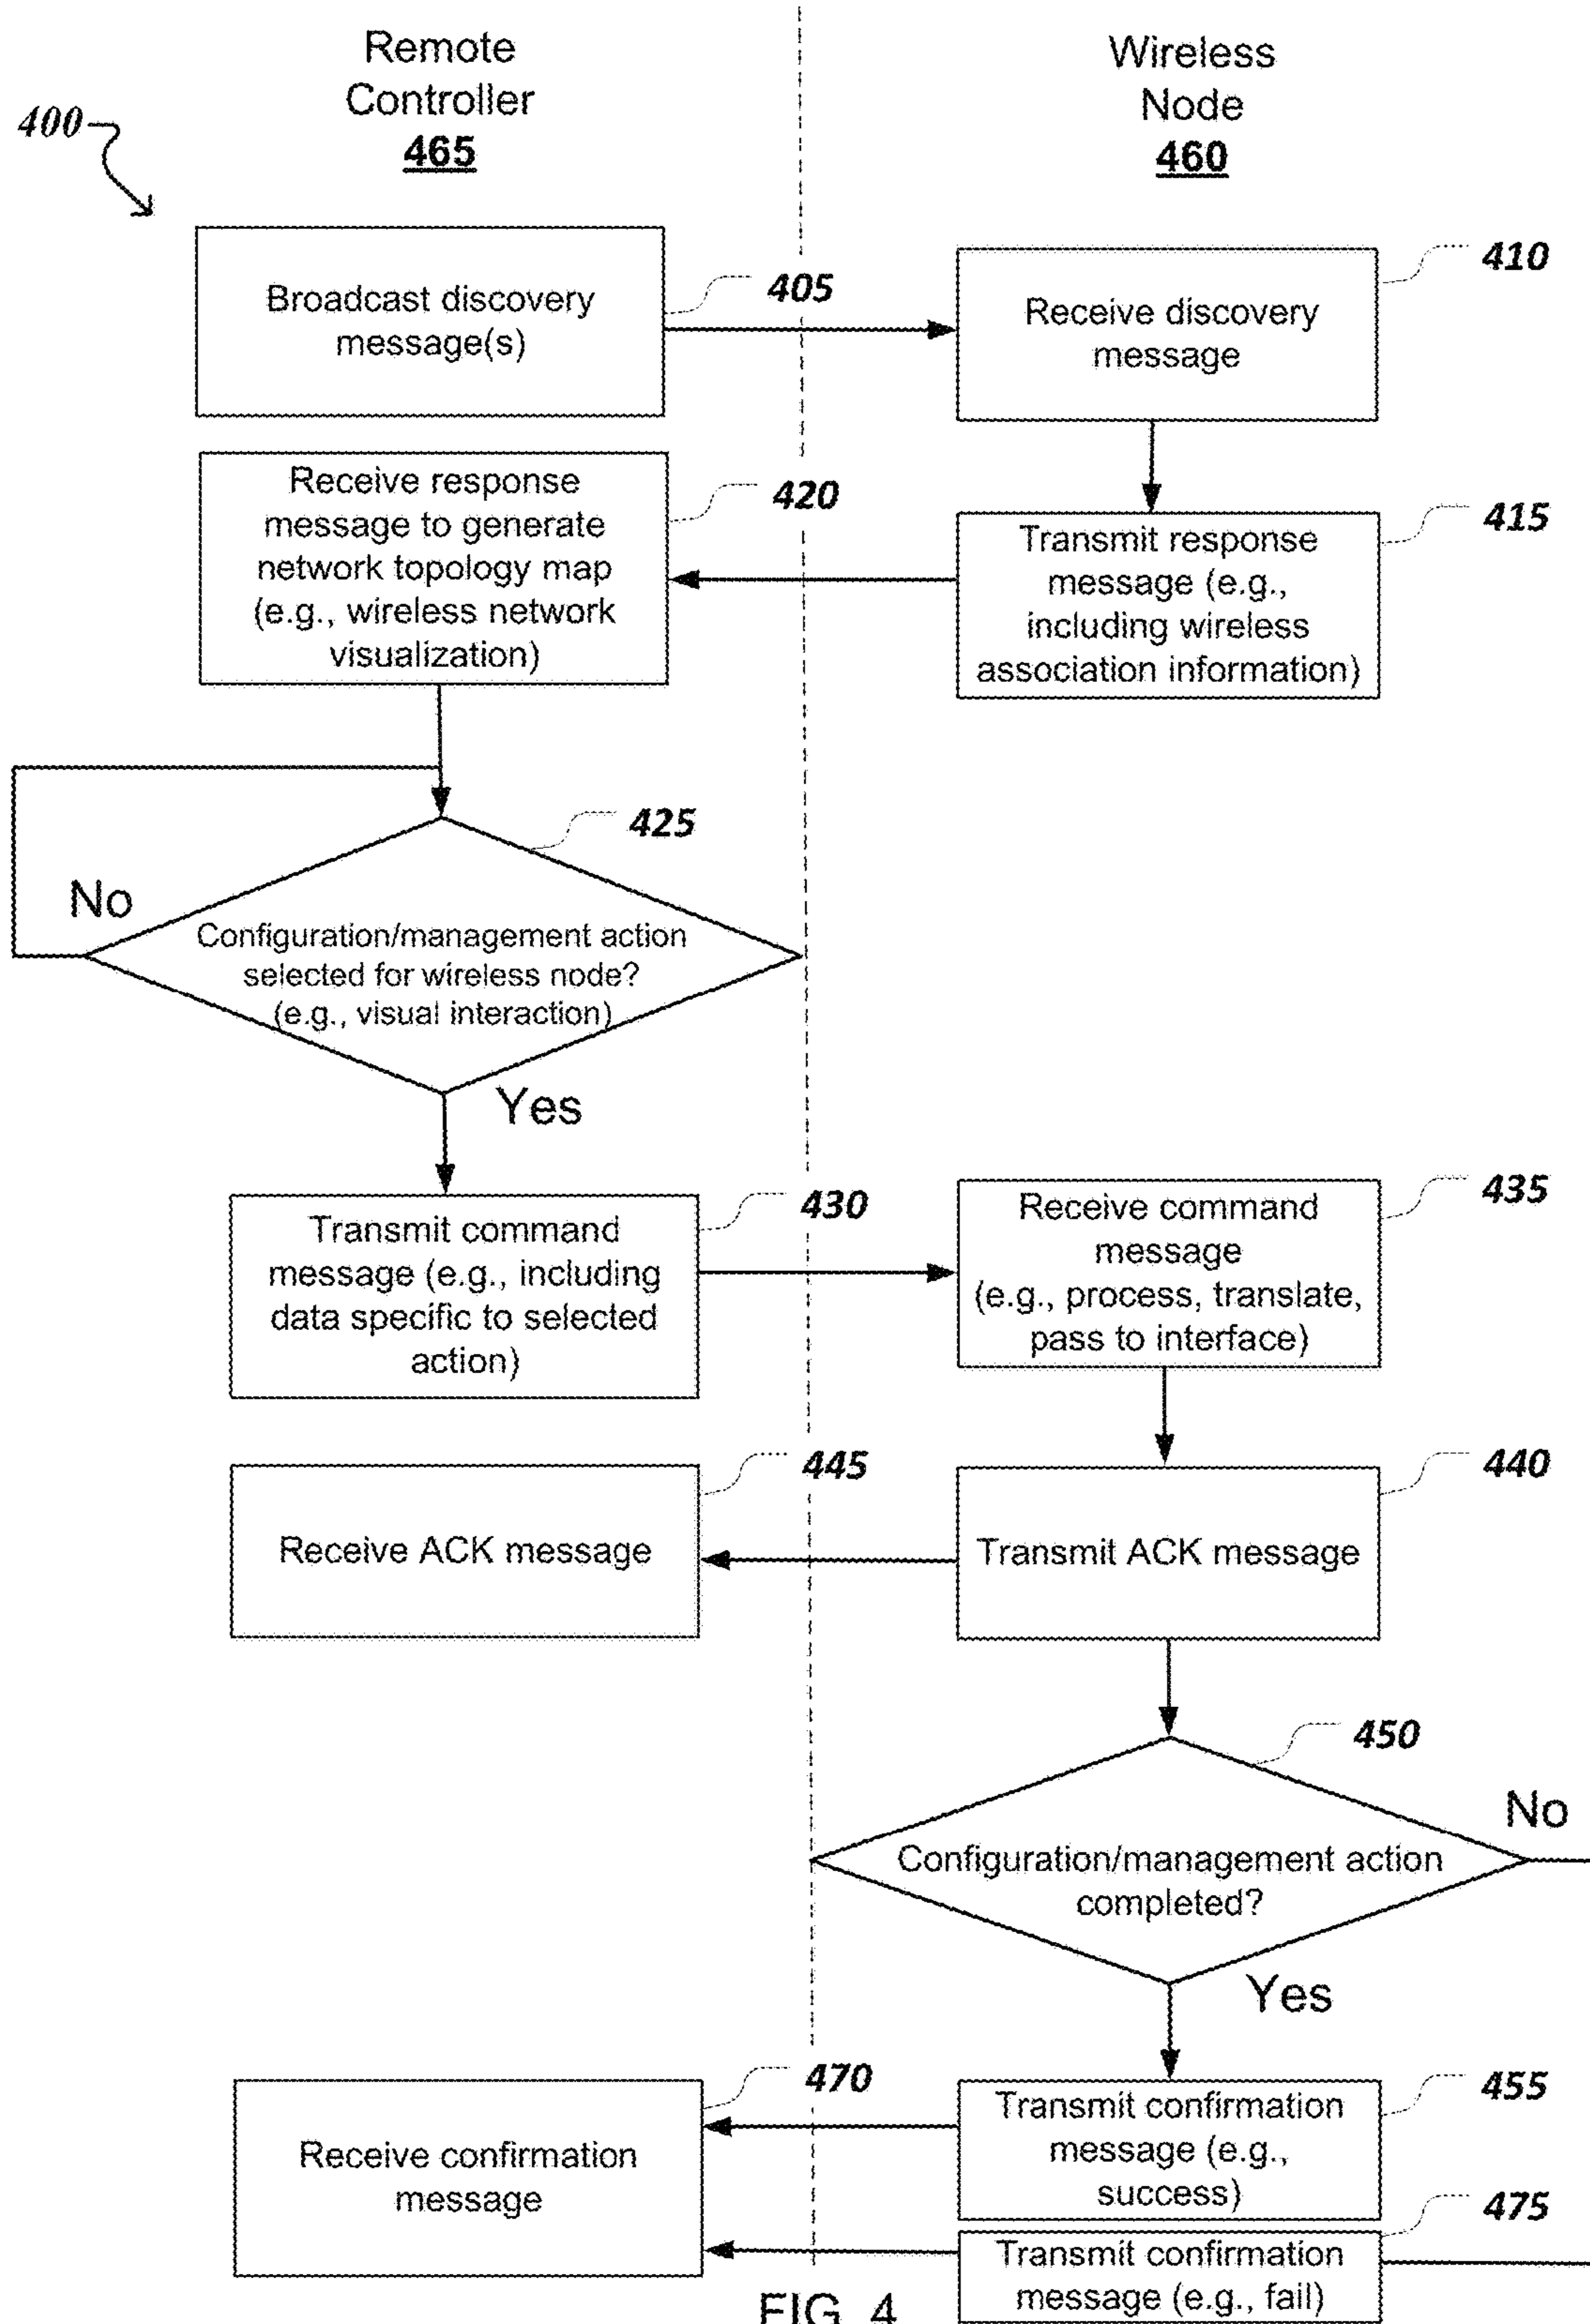 Remote
Controller
465
Wireless
Node
460
400
Broadcast discovery
message(s)
405
Receive discovery
message
410
Receive response
message to generate
network topology map
(e.g., wireless network
visualization)
420
Transmit response
message (e.g.,
including wireless
association information)
415
425
No
Configuration/management action
selected for wireless node?
(e.g., visual interaction)
Yes
Transmit command
message (e.g., including
data specific to selected
action)
430
Receive command
message
(e.g., process, translate,
pass to interface)
435
Receive ACK message
445
Transmit ACK message
440
450
No
Configuration/management action
completed?
Yes
Receive confirmation
message
470
Transmit confirmation
message (e.g.,
success)
455
Transmit confirmation
message (e.g., fail)
475
FIG. 4